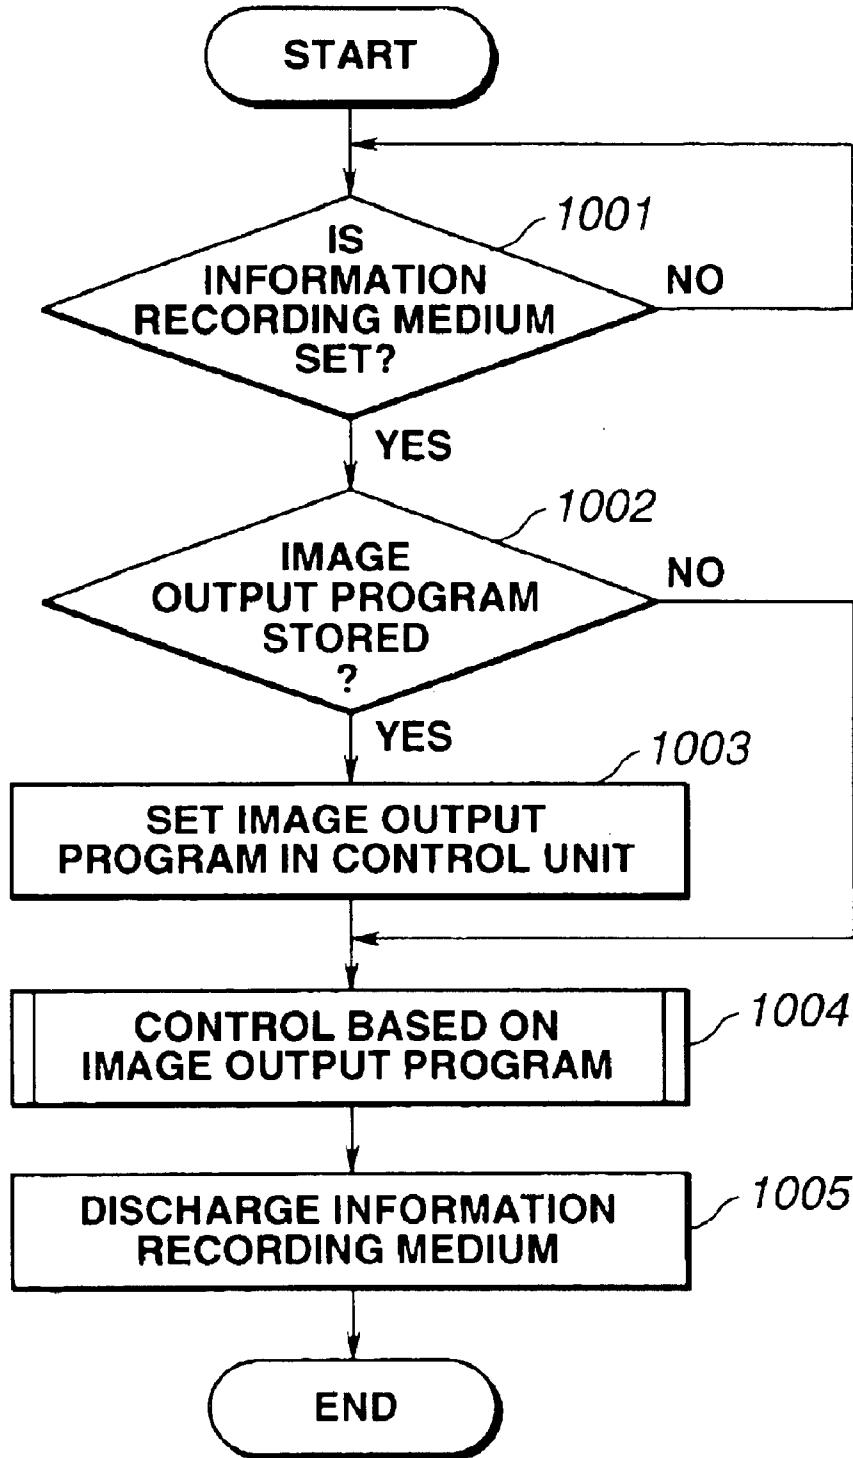 START
1001
IS
INFORMATION
RECORDING MEDIUM
SET?
NO
YES
1002
IMAGE
OUTPUT PROGRAM
STORED
?
NO
YES
1003
SET IMAGE OUTPUT
PROGRAM IN CONTROL UNIT
1004
CONTROL BASED ON
IMAGE OUTPUT PROGRAM
1005
DISCHARGE INFORMATION
RECORDING MEDIUM
END